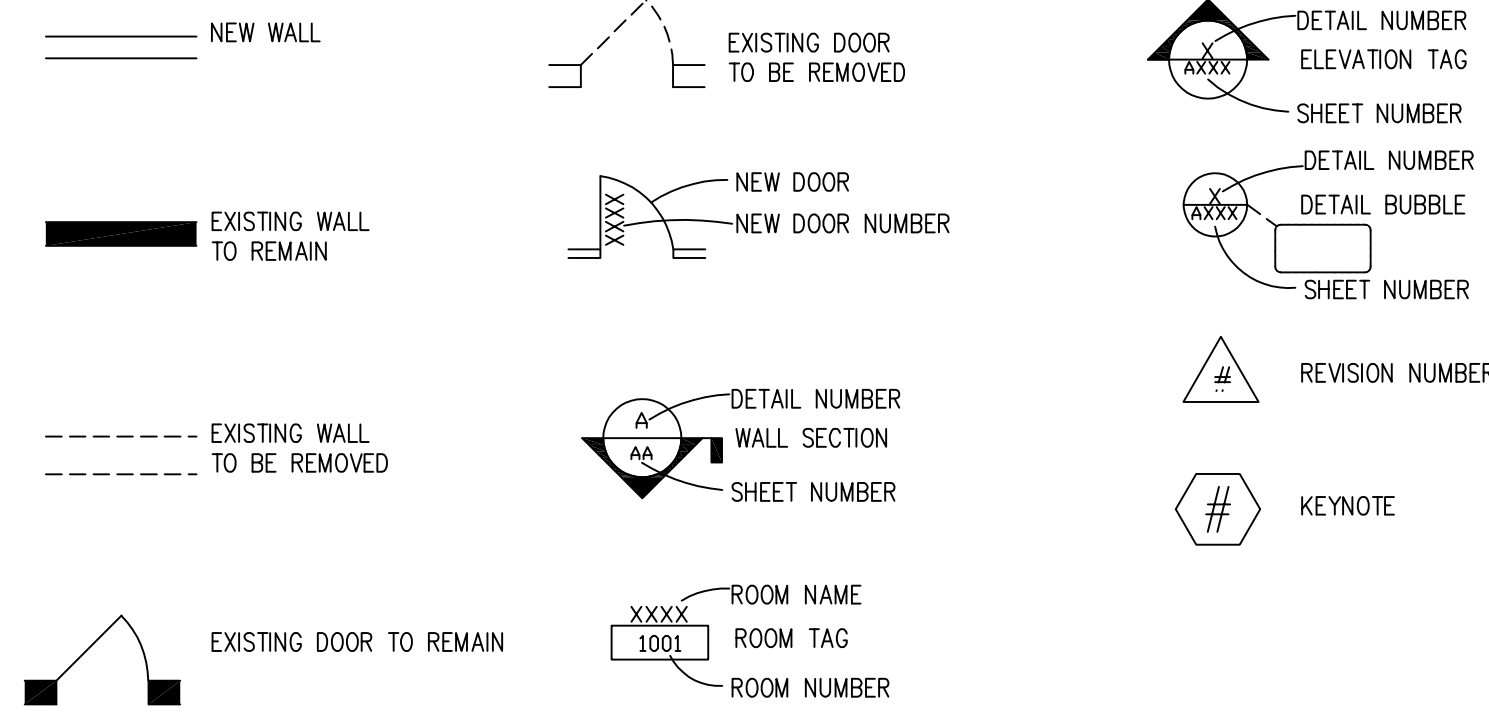 NEW WALL
EXISTING WALL
TO REMAIN
EXISTING WALL
TO BE REMOVED
EXISTING DOOR TO REMAIN
EXISTING DOOR
TO BE REMOVED
XXXX
NEW DOOR
NEW DOOR NUMBER
A
AA
DETAIL NUMBER
WALL SECTION
SHEET NUMBER
XXXX
1001
ROOM NAME
ROOM TAG
ROOM NUMBER
X
AXXX
DETAIL NUMBER
ELEVATION TAG
SHEET NUMBER
X
AXXX
DETAIL NUMBER
DETAIL BUBBLE
SHEET NUMBER
#
REVISION NUMBER
#
KEYNOTE